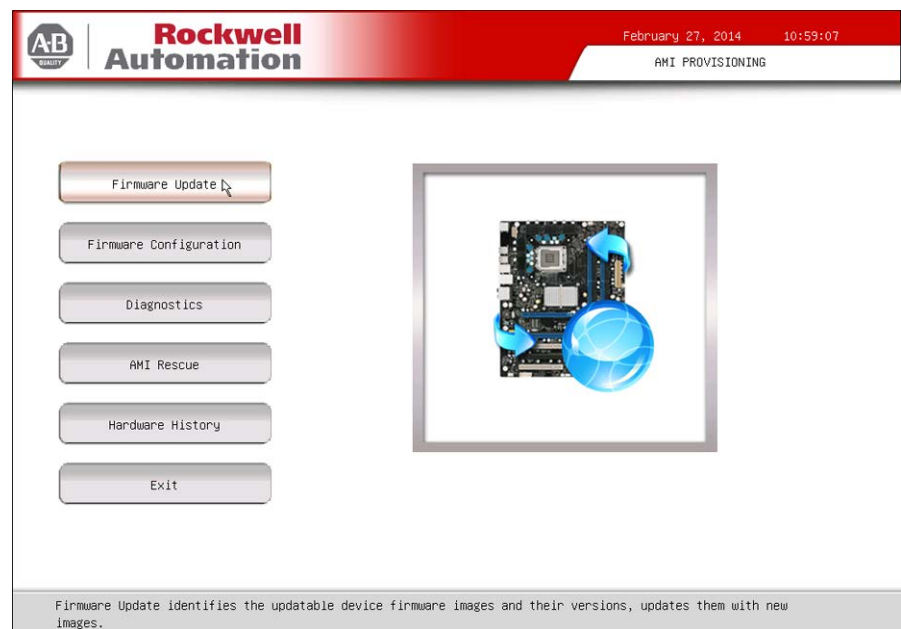 AB
QUALITY
Rockwell
Automation
February 27, 2014 10:59:07
AMI PROVISIONING
Firmware Update
Firmware Configuration
Diagnostics
AMI Rescue
Hardware History
Exit
Firmware Update identifies the updatable device firmware images and their versions, updates them with new
images.